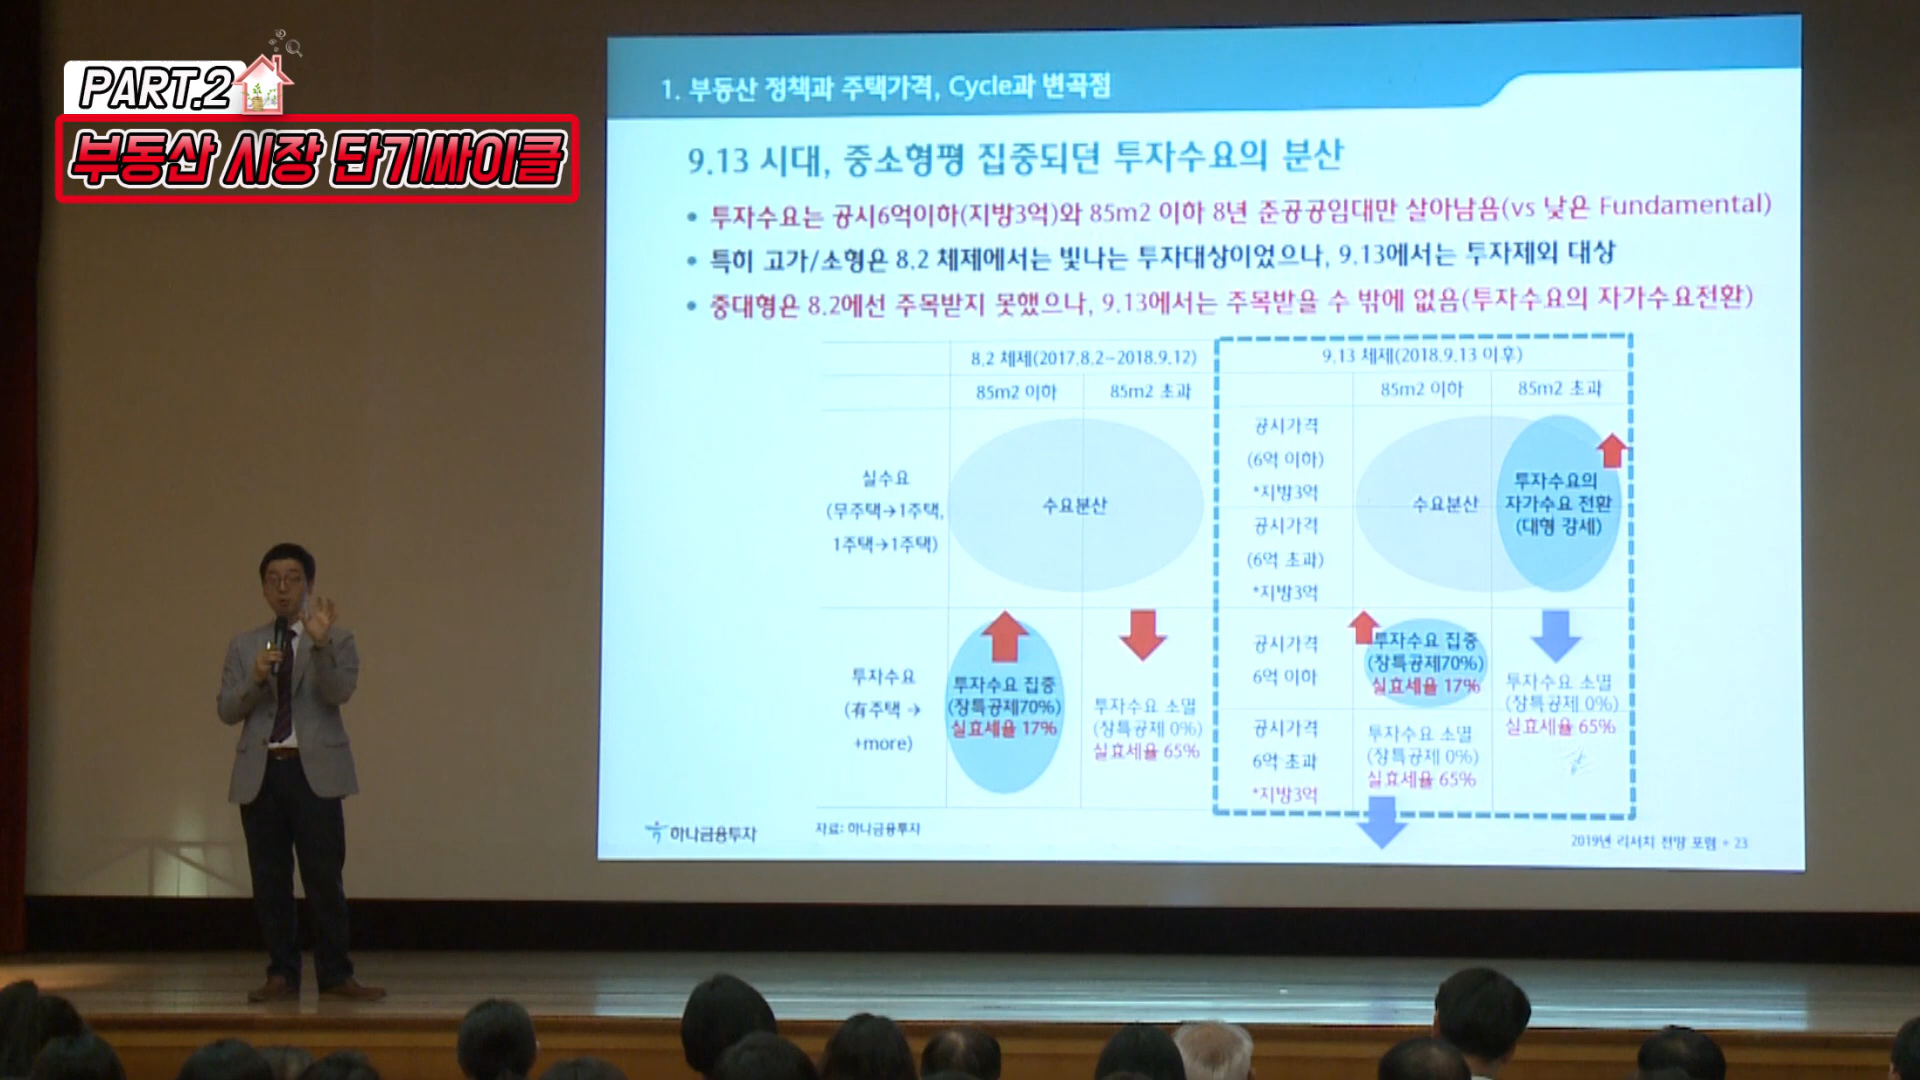 PART.2
부동산 시장 단기싸이클
1. 부동산 정책과 주택가격, Cycle과 변곡점
9.13 시대, 중소형평 집중되던 투자수요의 분산
• 투자수요는 공시6억이하(지방3억)와 85m2 이하 8년 준공공임대만 살아남음(vs 낮은 Fundamental)
• 특히 고가/소형은 8.2 체제에서는 빛나는 투자대상이었으나, 9.13에서는 투자제외 대상
• 중대형은 8.2에선 주목받지 못했으나, 9.13에서는 주목받을 수 밖에 없음(투자수요의 자가수요전환)
8.2 체제(2017.8.2~2018.9.12)
85m2 이하
85m2 초과
실수요
(무주택→1주택,
1주택→1주택)
수요분산
투자수요
(有주택 →
+more)
투자수요 집중
(장특공제70%)
실효세율 17%
투자수요 소멸
(장특공제 0%)
실효세율 65%
9.13 체제(2018.9.13 이후)
85m2 이하
85m2 초과
공시가격
(6억 이하)
*지방3억
공시가격
(6억 초과)
*지방3억
수요분산
투자수요의
자가수요 전환
(대형 강세)
공시가격
6억 이하
투자수요 집중
(장특공제70%)
실효세율 17%
투자수요 소멸
(장특공제 0%)
실효세율 65%
공시가격
6억 초과
*지방3억
투자수요 소멸
(장특공제 0%)
실효세율 65%
하나금융투자
자료: 하나금융투자
2019년 리서치 전망 포럼 • 23